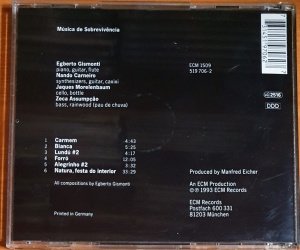 Música de Sobrevivência
Egberto Gismonti
piano, guitar, flute
Nando Carneiro
synthesizers, guitar, caxixi
Jaques Morelenbaum
cello, bottle
Zeca Assumpção
bass, rainwood (pau de chuva)
ECM 1509
519 706-2
DDD
1 Carmem 4:43
2 Bianca 5:25
3 Lundú #2 4:17
4 Forró 12:05
5 Alegrinho #2 3:32
6 Natura, festa do interior 33:29
All compositions by Egberto Gismonti
Printed in Germany
Produced by Manfred Eicher
An ECM Production
℗ © 1993 ECM Records
ECM Records
Postfach 600 331
81203 München